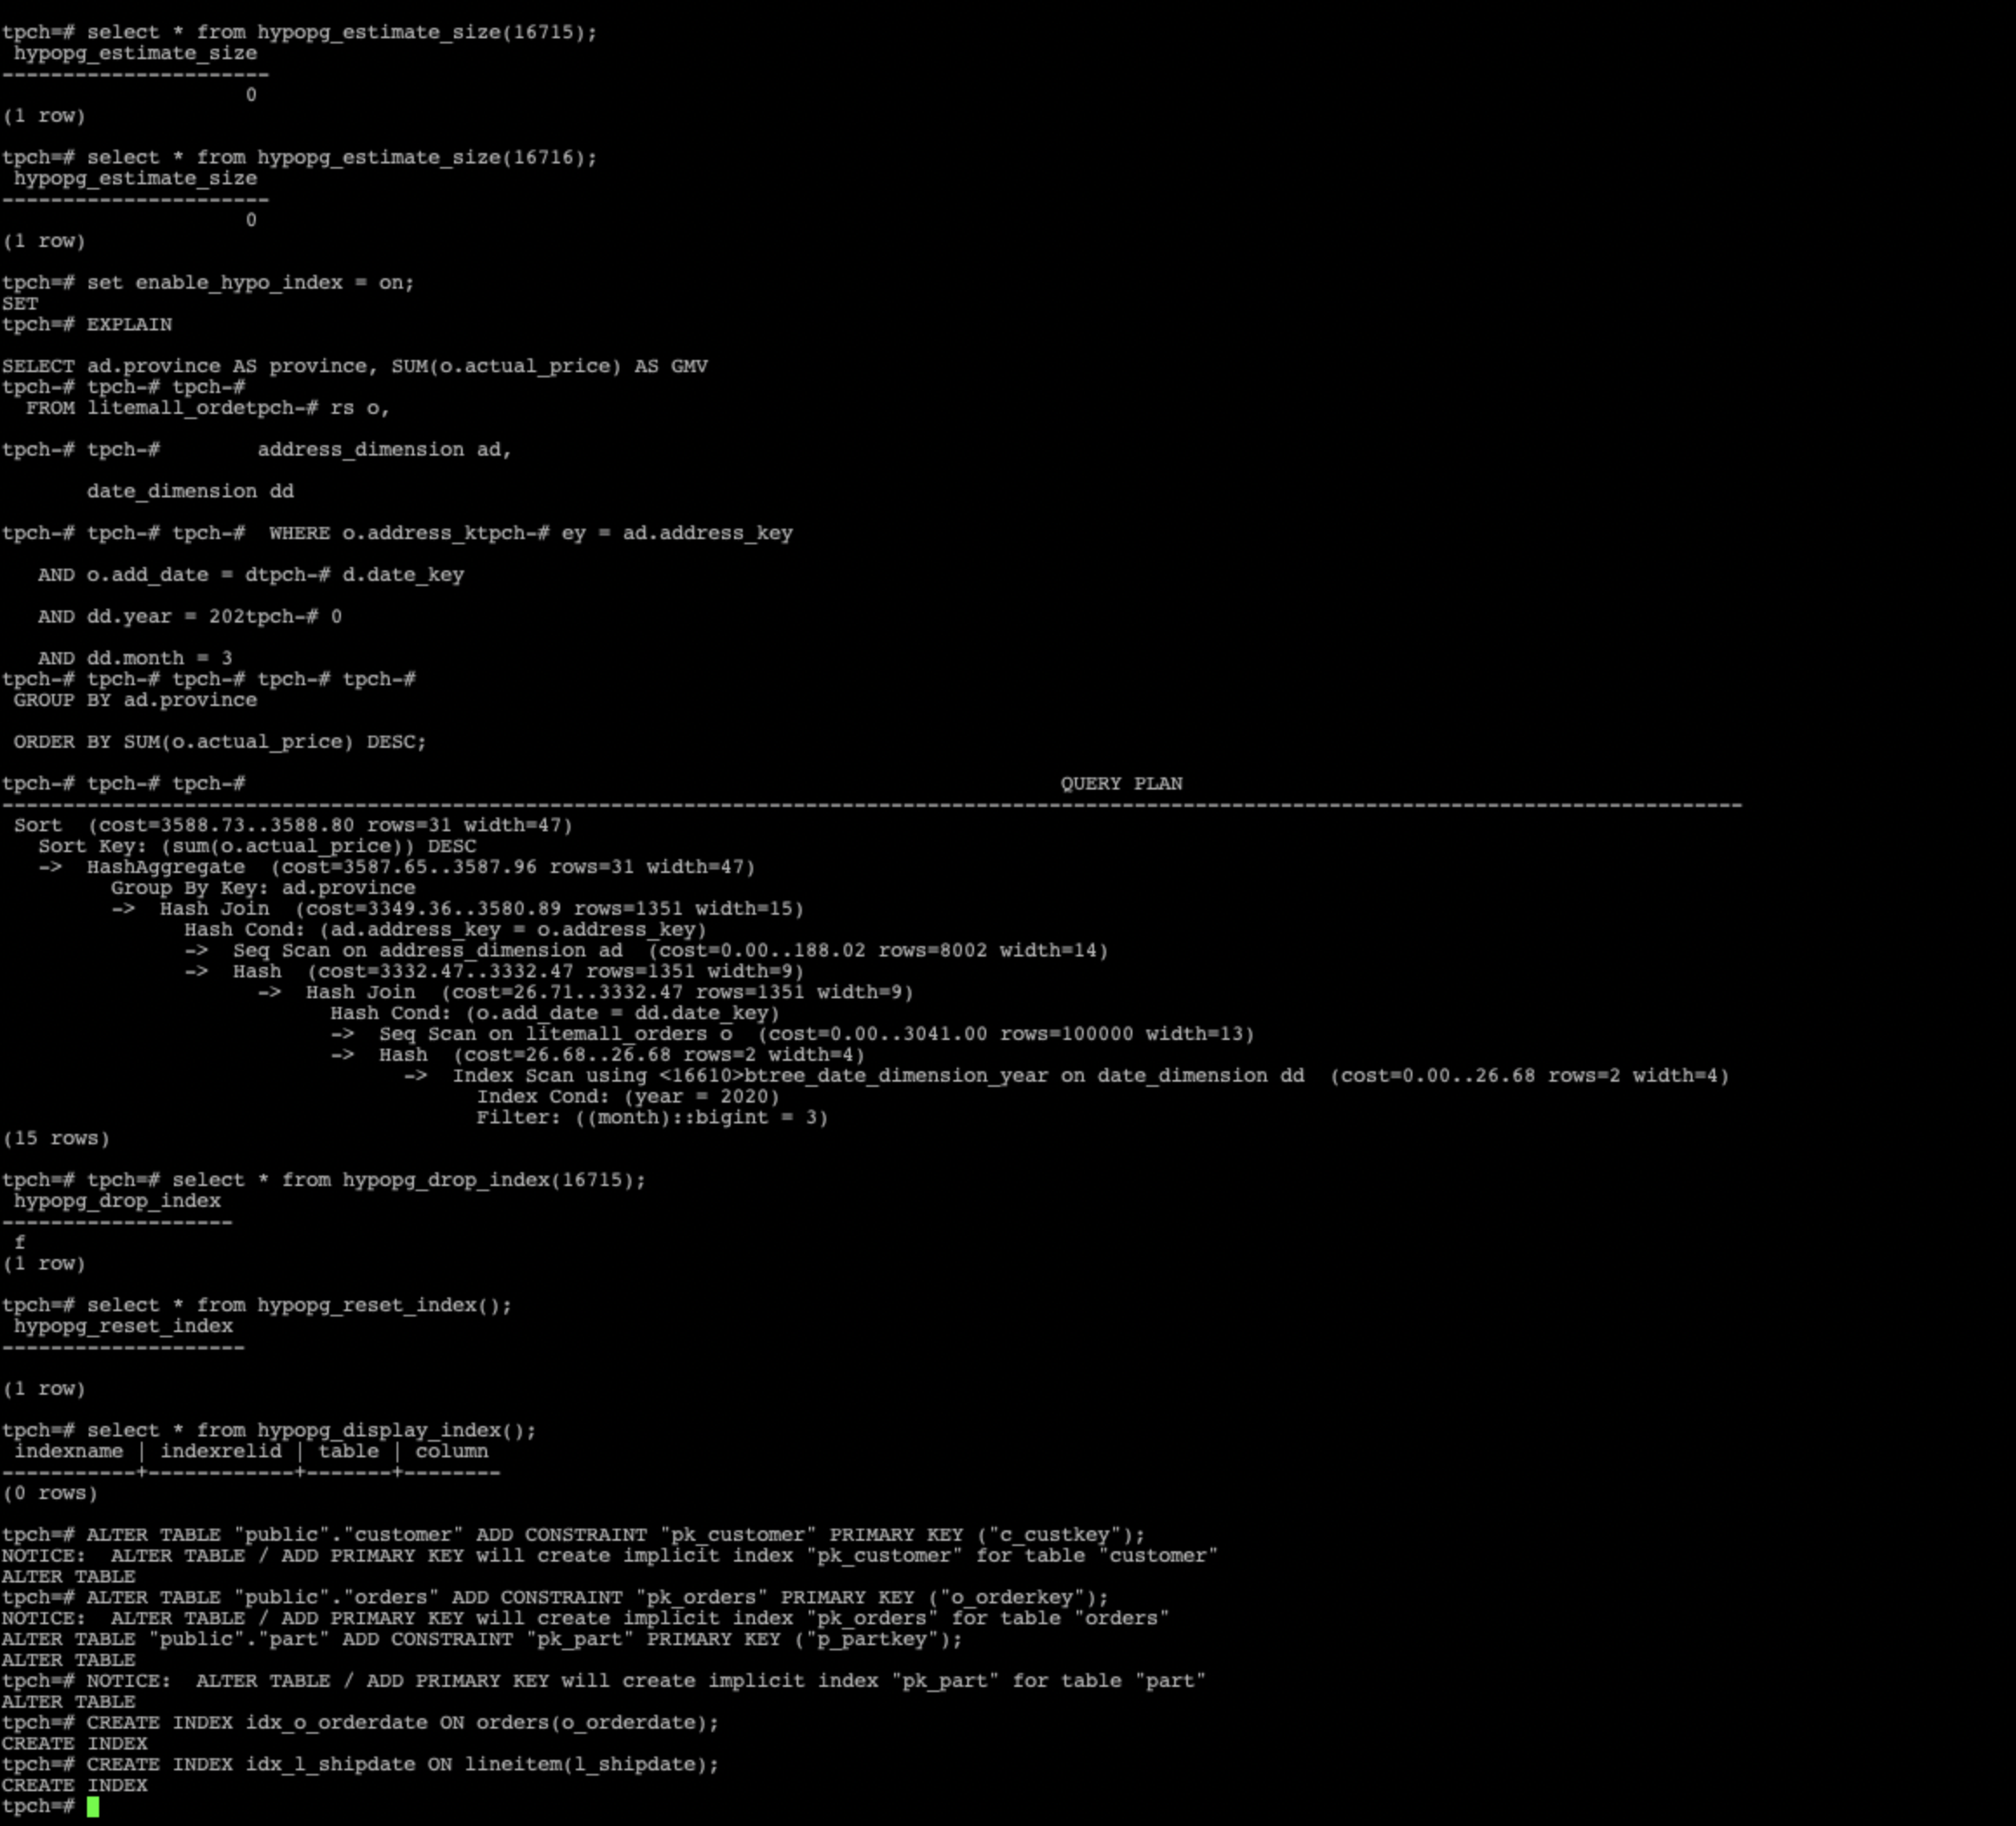 tpch=# select * from hypopg_estimate_size(16715);
 hypopg_estimate_size
----------------------
                    0
(1 row)

tpch=# select * from hypopg_estimate_size(16716);
 hypopg_estimate_size
----------------------
                    0
(1 row)

tpch=# set enable_hypo_index = on;
SET
tpch=# EXPLAIN

SELECT ad.province AS province, SUM(o.actual_price) AS GMV
tpch-# tpch-# tpch-#
  FROM litemall_ordetpch-# rs o,

tpch-# tpch-#        address_dimension ad,

       date_dimension dd

tpch-# tpch-# tpch-#  WHERE o.address_ktpch-# ey = ad.address_key

   AND o.add_date = dtpch-# d.date_key

   AND dd.year = 202tpch-# 0

   AND dd.month = 3
tpch-# tpch-# tpch-# tpch-# tpch-#
 GROUP BY ad.province

 ORDER BY SUM(o.actual_price) DESC;

tpch-# tpch-# tpch-#                                                                   QUERY PLAN
-----------------------------------------------------------------------------------------------------------------------------------------------
 Sort  (cost=3588.73..3588.80 rows=31 width=47)
   Sort Key: (sum(o.actual_price)) DESC
   ->  HashAggregate  (cost=3587.65..3587.96 rows=31 width=47)
         Group By Key: ad.province
         ->  Hash Join  (cost=3349.36..3580.89 rows=1351 width=15)
               Hash Cond: (ad.address_key = o.address_key)
               ->  Seq Scan on address_dimension ad  (cost=0.00..188.02 rows=8002 width=14)
               ->  Hash  (cost=3332.47..3332.47 rows=1351 width=9)
                     ->  Hash Join  (cost=26.71..3332.47 rows=1351 width=9)
                           Hash Cond: (o.add_date = dd.date_key)
                           ->  Seq Scan on litemall_orders o  (cost=0.00..3041.00 rows=100000 width=13)
                           ->  Hash  (cost=26.68..26.68 rows=2 width=4)
                                 ->  Index Scan using <16610>btree_date_dimension_year on date_dimension dd  (cost=0.00..26.68 rows=2 width=4)
                                       Index Cond: (year = 2020)
                                       Filter: ((month)::bigint = 3)
(15 rows)

tpch=# tpch=# select * from hypopg_drop_index(16715);
 hypopg_drop_index
-------------------
 f
(1 row)

tpch=# select * from hypopg_reset_index();
 hypopg_reset_index
--------------------

(1 row)

tpch=# select * from hypopg_display_index();
 indexname | indexrelid | table | column
-----------+------------+-------+--------
(0 rows)

tpch=# ALTER TABLE "public"."customer" ADD CONSTRAINT "pk_customer" PRIMARY KEY ("c_custkey");
NOTICE:  ALTER TABLE / ADD PRIMARY KEY will create implicit index "pk_customer" for table "customer"
ALTER TABLE
tpch=# ALTER TABLE "public"."orders" ADD CONSTRAINT "pk_orders" PRIMARY KEY ("o_orderkey");
NOTICE:  ALTER TABLE / ADD PRIMARY KEY will create implicit index "pk_orders" for table "orders"
ALTER TABLE "public"."part" ADD CONSTRAINT "pk_part" PRIMARY KEY ("p_partkey");
ALTER TABLE
tpch=# NOTICE:  ALTER TABLE / ADD PRIMARY KEY will create implicit index "pk_part" for table "part"
ALTER TABLE
tpch=# CREATE INDEX idx_o_orderdate ON orders(o_orderdate);
CREATE INDEX
tpch=# CREATE INDEX idx_l_shipdate ON lineitem(l_shipdate);
CREATE INDEX
tpch=#